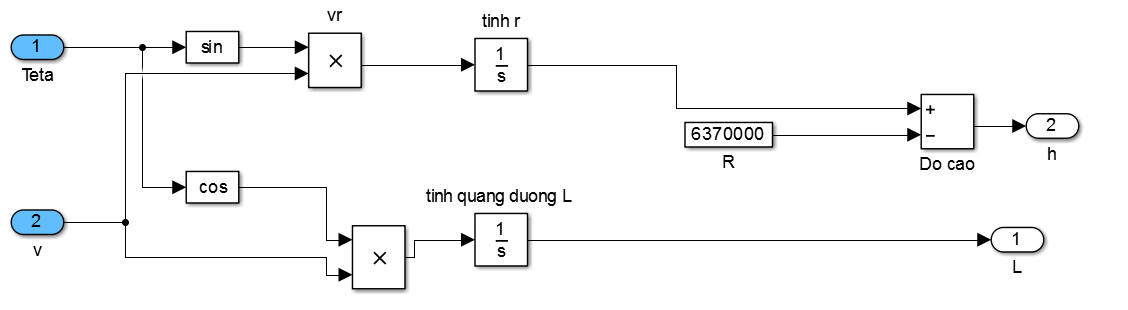 vr
tinh r
1
sin
×
1
s
Teta
+
6370000
−
2
R
Do cao
h
cos
tinh quang duong L
2
×
1
s
1
v
L